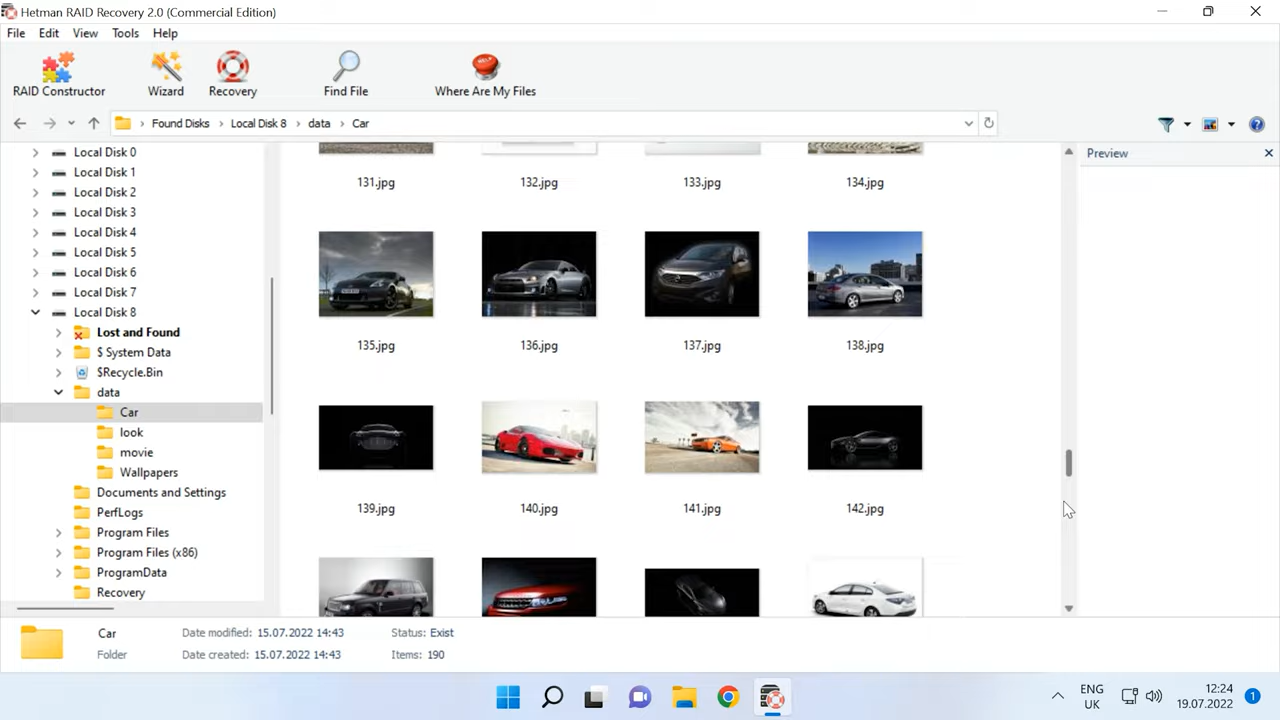 Hetman RAID Recovery 2.0 (Commercial Edition)
File Edit View Tools Help
RAID Constructor Wizard Recovery Find File Where Are My Files
Found Disks Local Disk 8 data Car
Local Disk 0
Local Disk 1
Local Disk 2
Local Disk 3
Local Disk 4
Local Disk 5
Local Disk 6
Local Disk 7
Local Disk 8
Lost and Found
$ System Data
$Recycle.Bin
data
Car
look
movie
Wallpapers
Documents and Settings
PerfLogs
Program Files
Program Files (x86)
ProgramData
Recovery
131.jpg 132.jpg 133.jpg 134.jpg
135.jpg 136.jpg 137.jpg 138.jpg
139.jpg 140.jpg 141.jpg 142.jpg
Preview
Car Date modified: 15.07.2022 14:43 Status: Exist
Folder Date created: 15.07.2022 14:43 Items: 190
ENG 12:24
UK 19.07.2022 1